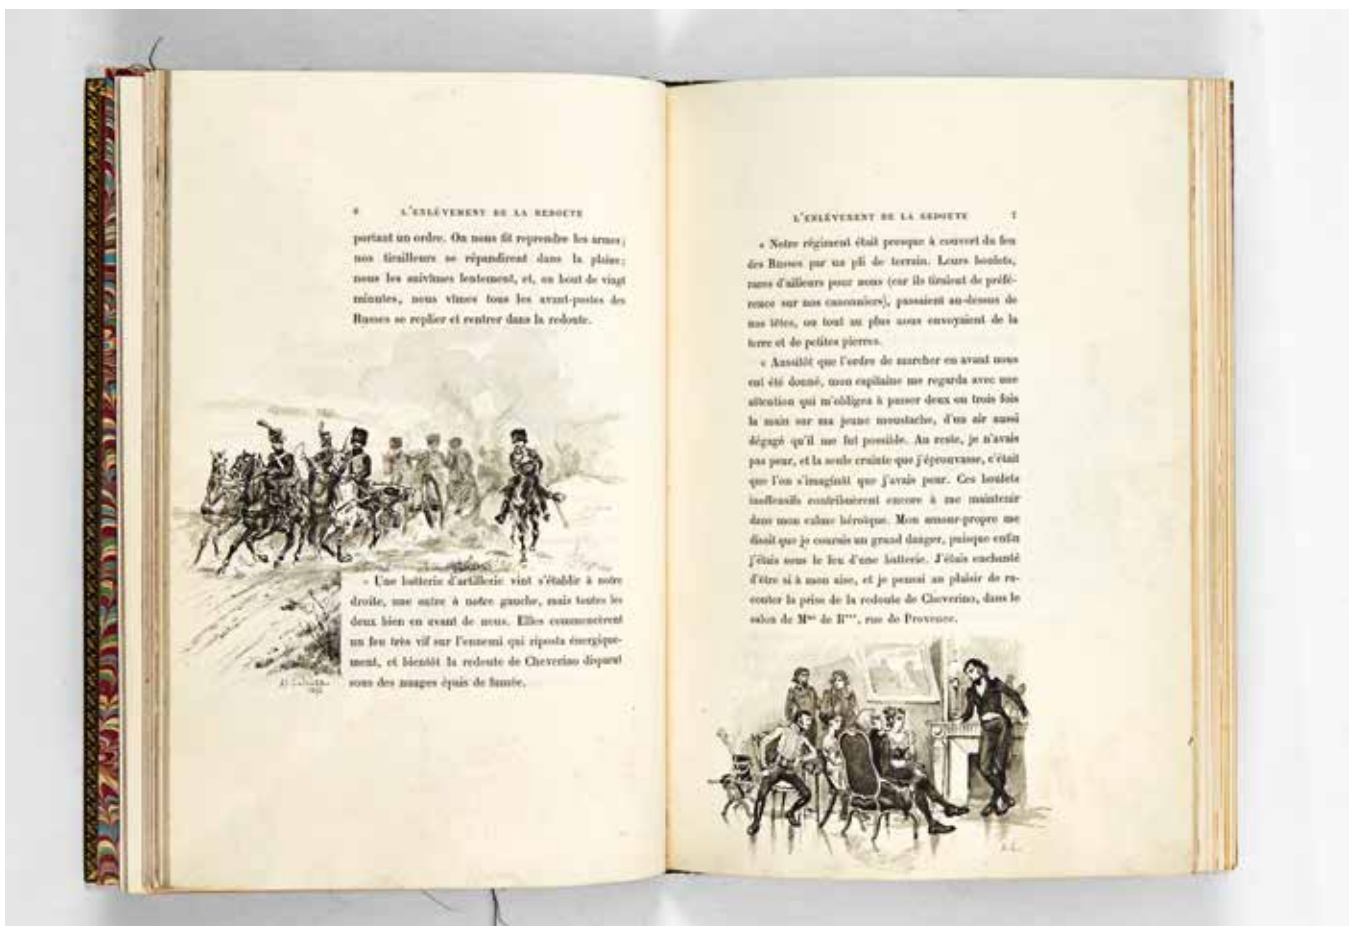 6 L'ENLÈVEMENT DE LA REDOUTE
portant un ordre. On nous fit reprendre les armes;
nos tirailleurs se répandirent dans la plaine;
nous les suivîmes lentement, et, au bout de vingt
minutes, nous vîmes tous les avant-postes des
Russes se replier et rentrer dans la redoute.
« Une batterie d'artillerie vint s'établir à notre
droite, une autre à notre gauche, mais toutes les
deux bien en avant de nous. Elles commencèrent
un feu très vif sur l'ennemi qui riposta énergique-
ment, et bientôt la redoute de Cheverino disparut
sous des nuages épais de fumée.
L'ENLÈVEMENT DE LA REDOUTE 7
« Notre régiment était presque à couvert du feu
des Russes par un pli de terrain. Leurs boulets,
rares d'ailleurs pour nous (car ils tiraient de préfé-
rence sur nos canonniers), passaient au-dessus de
nos têtes, ou tout au plus nous envoyaient de la
terre et de petites pierres.
« Aussitôt que l'ordre de marcher en avant nous
eut été donné, mon capitaine me regarda avec une
attention qui m'obligea à passer deux ou trois fois
la main sur ma jeune moustache, d'un air aussi
dégagé qu'il me fut possible. Au reste, je n'avais
pas peur, et la seule crainte que j'éprouvasse, c'était
que l'on s'imaginât que j'avais peur. Ces boulets
inoffensifs contribuèrent encore à me maintenir
dans mon calme héroïque. Mon amour-propre me
disait que je courais un grand danger, puisque enfin
j'étais sous le feu d'une batterie. J'étais enchanté
d'être si à mon aise, et je pensai au plaisir de ra-
conter la prise de la redoute de Cheverino, dans le
salon de Mme de B***, rue de Provence.